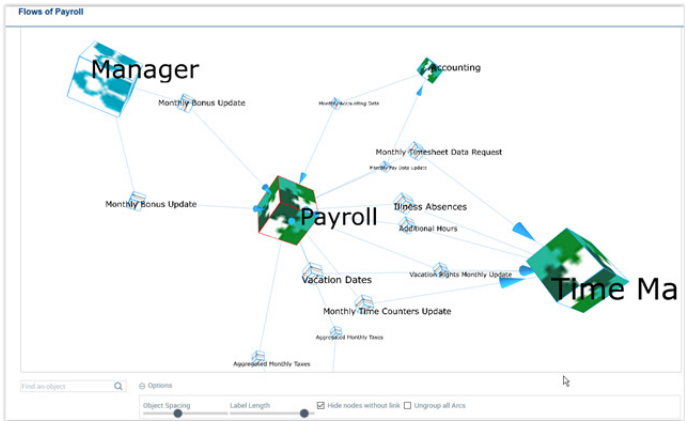 Flows of Payroll
Manager
Accounting
Monthly Bonus Update
Monthly Accounting Data
Monthly Timesheet Data Request
Monthly Pay Data Update
Monthly Bonus Update
Illness Absences
Payroll
Additional Hours
Vacation Dates
Vacation Rights Monthly Update
Time Ma
Monthly Time Counters Update
Aggregated Monthly Taxes
Aggregated Monthly Taxes
Find an object
Options
Object Spacing
Label Length
Hide nodes without link
Ungroup all Arcs